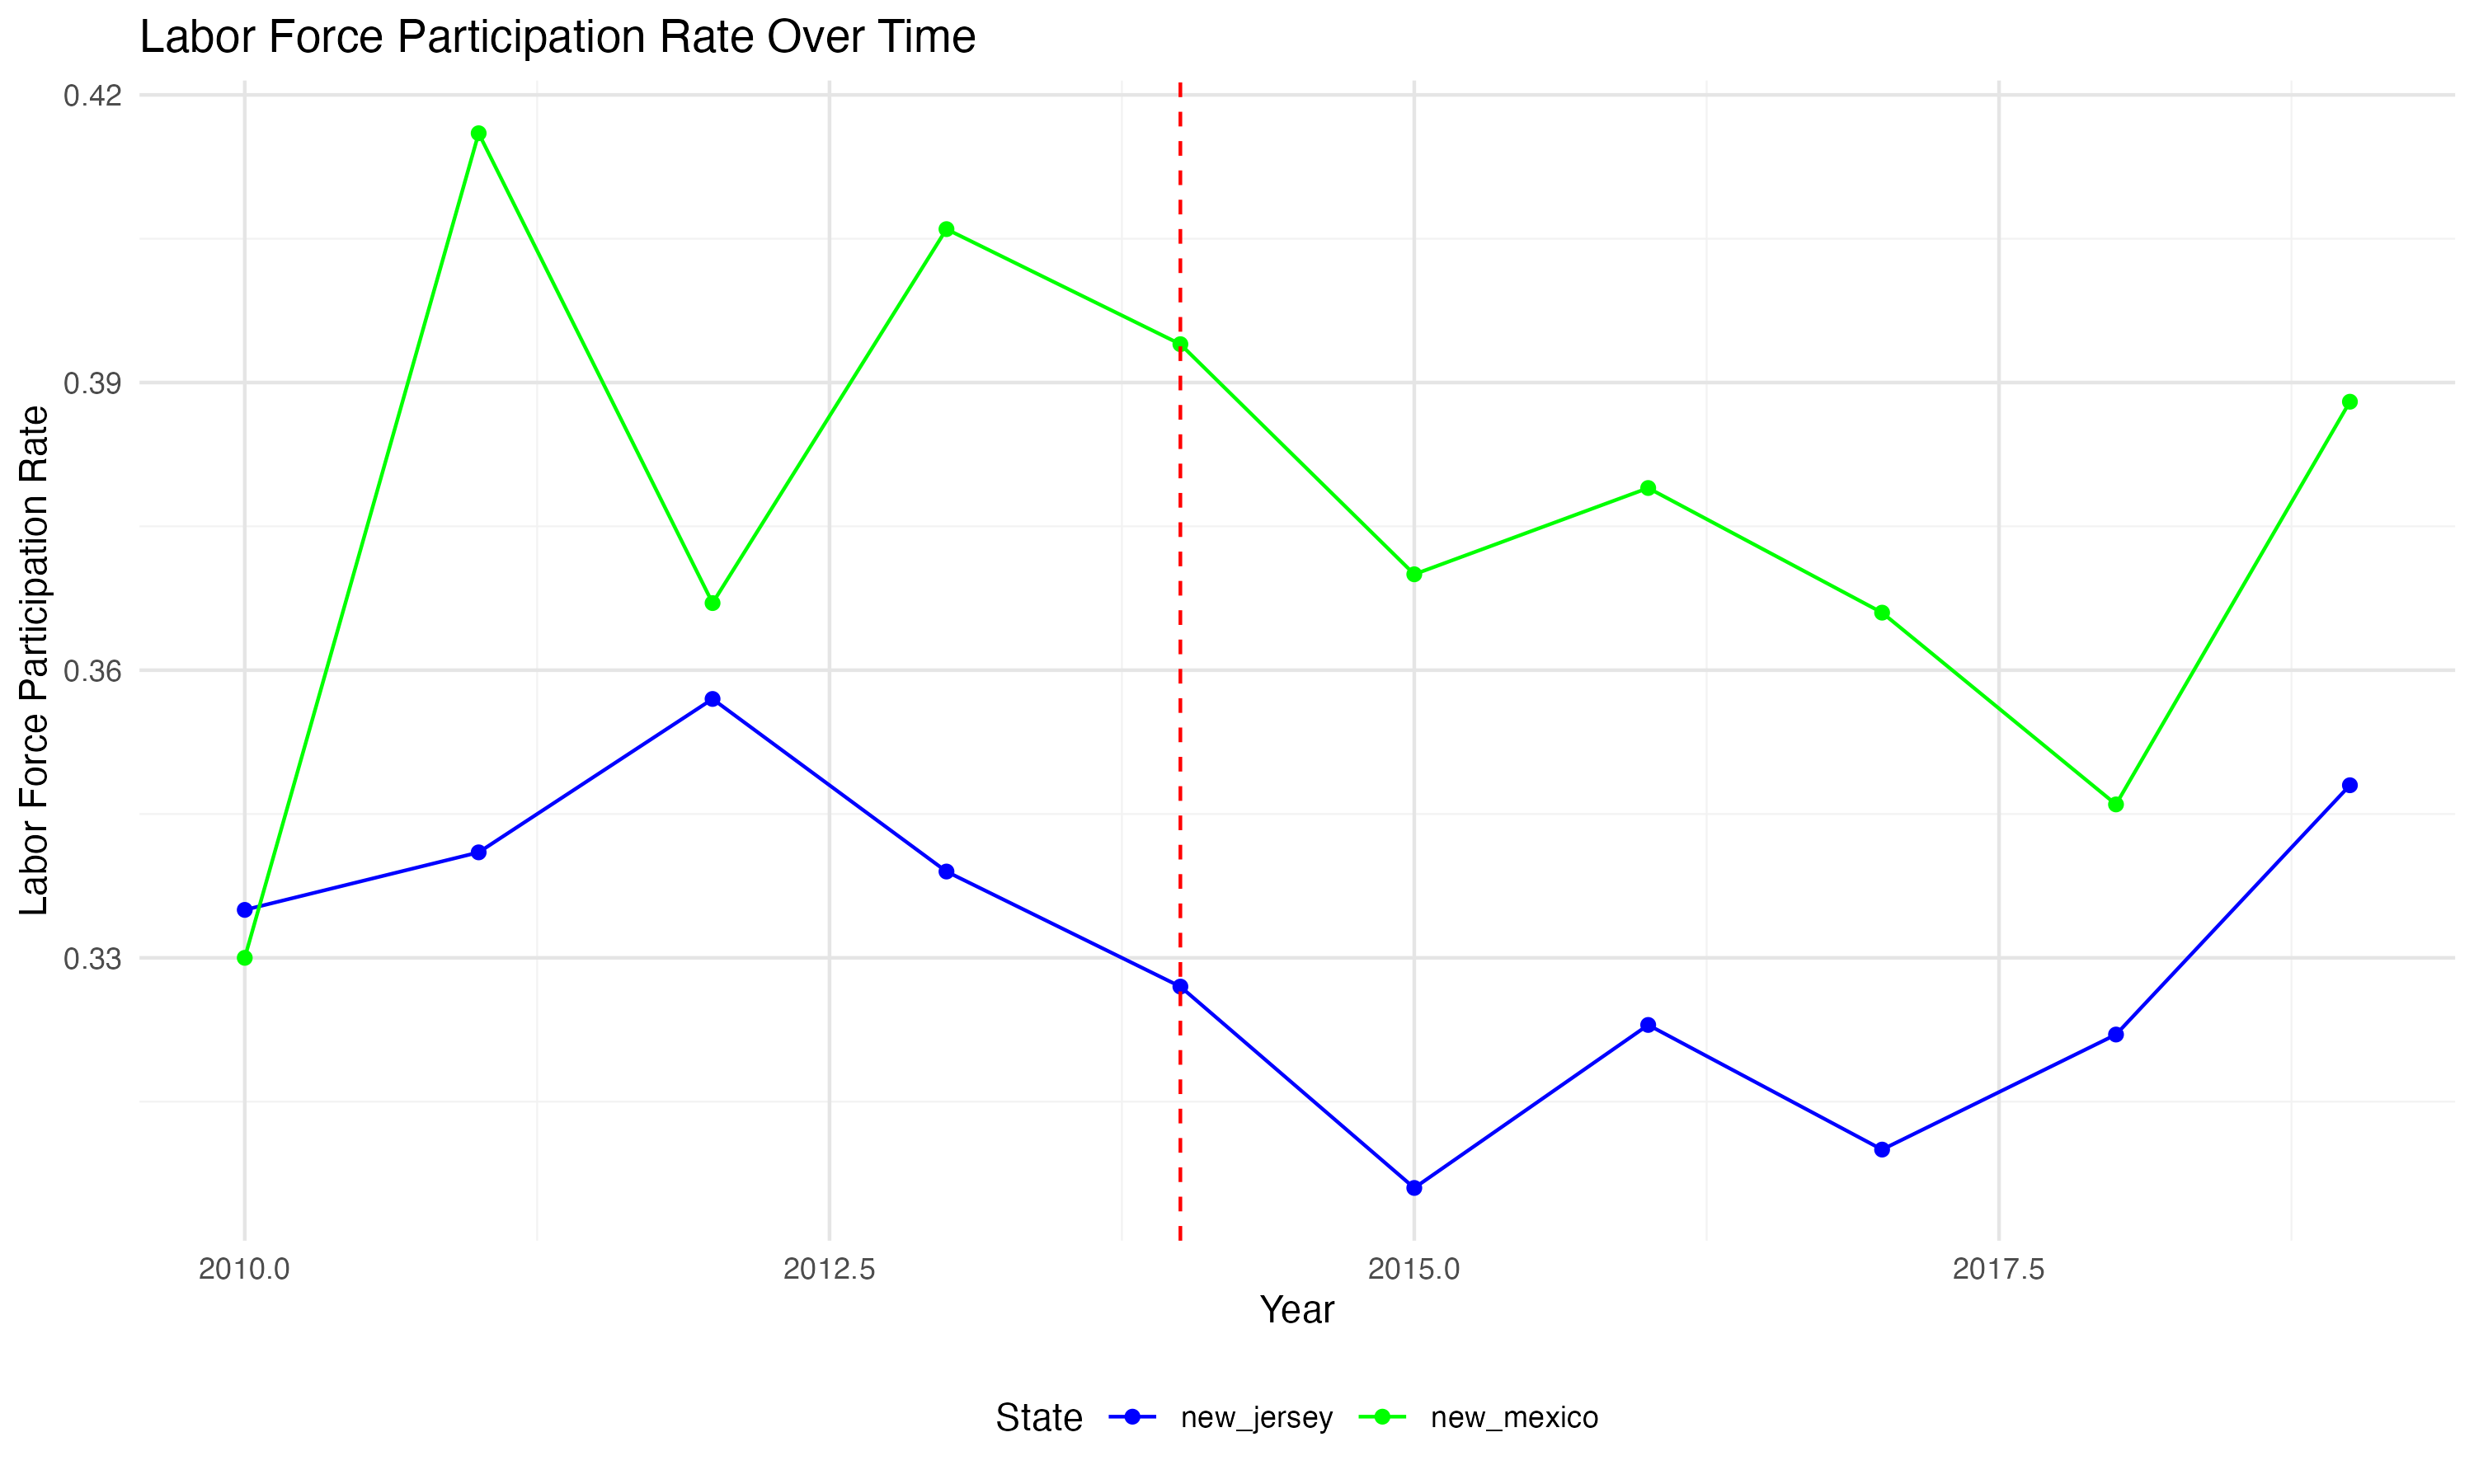 Labor Force Participation Rate Over Time
Labor Force Participation Rate
0.42
0.39
0.36
0.33
2010.0 2012.5 2015.0 2017.5
Year
State new_jersey new_mexico